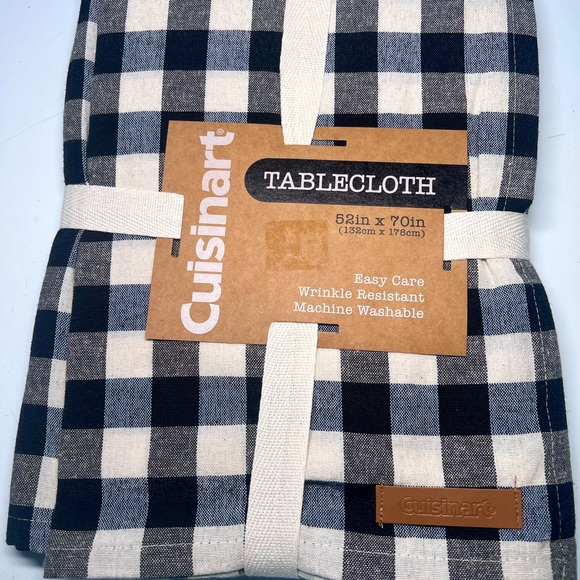 Cuisinart®
TABLECLOTH
52in x 70in
(132cm x 178cm)
Easy Care
Wrinkle Resistant
Machine Washable
Cuisinart®